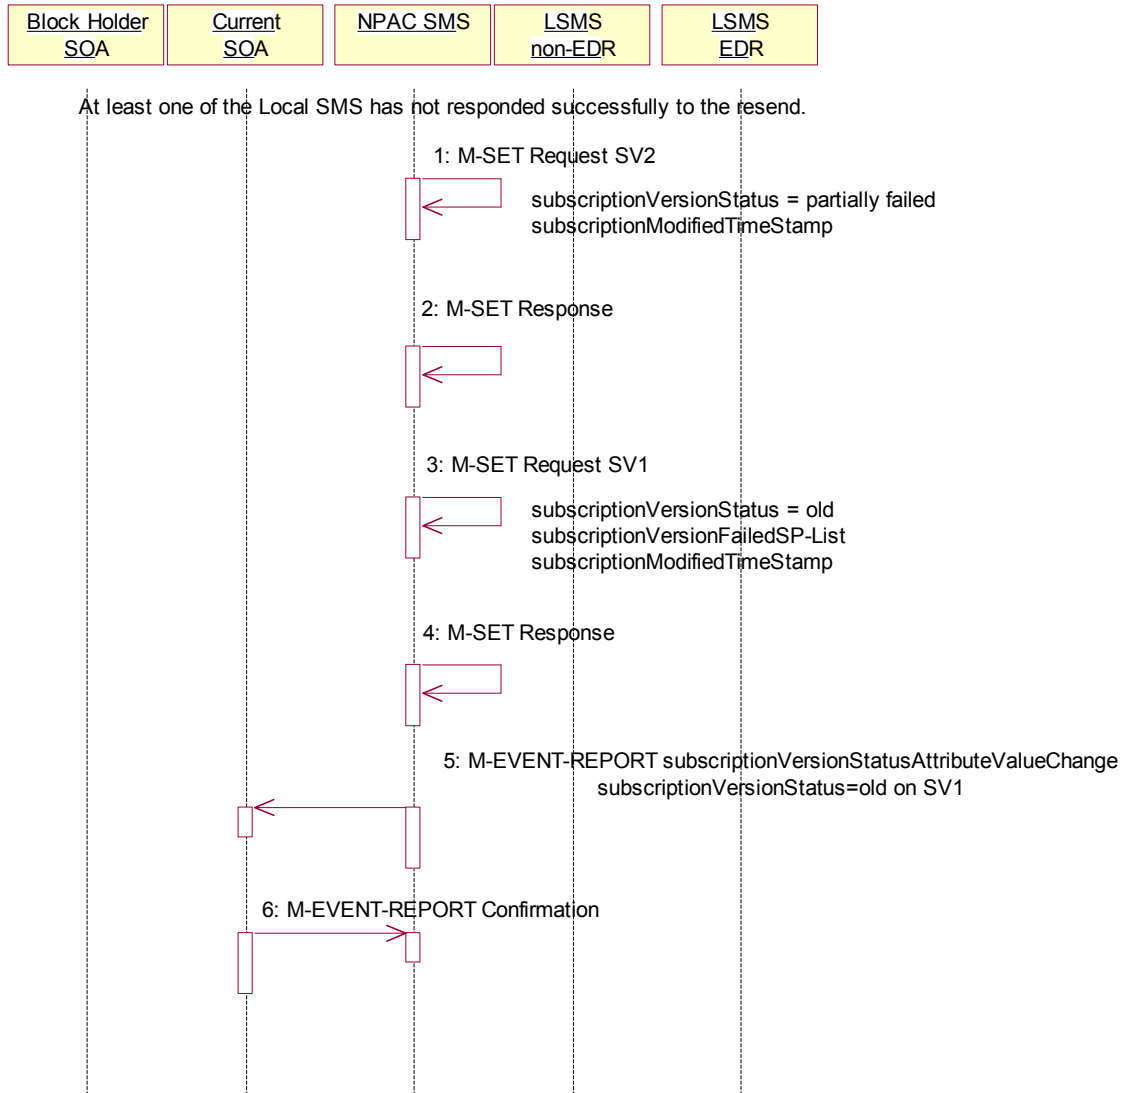 Block Holder
SOA
Current
SOA
NPAC SMS
LSMS
non-EDR
LSMS
EDR
At least one of the Local SMS has not responded successfully to the resend.
1: M-SET Request SV2
subscriptionVersionStatus = partially failed
subscriptionModifiedTimeStamp
2: M-SET Response
3: M-SET Request SV1
subscriptionVersionStatus = old
subscriptionVersionFailedSP-List
subscriptionModifiedTimeStamp
4: M-SET Response
5: M-EVENT-REPORT subscriptionVersionStatusAttributeValueChange
subscriptionVersionStatus=old on SV1
6: M-EVENT-REPORT Confirmation